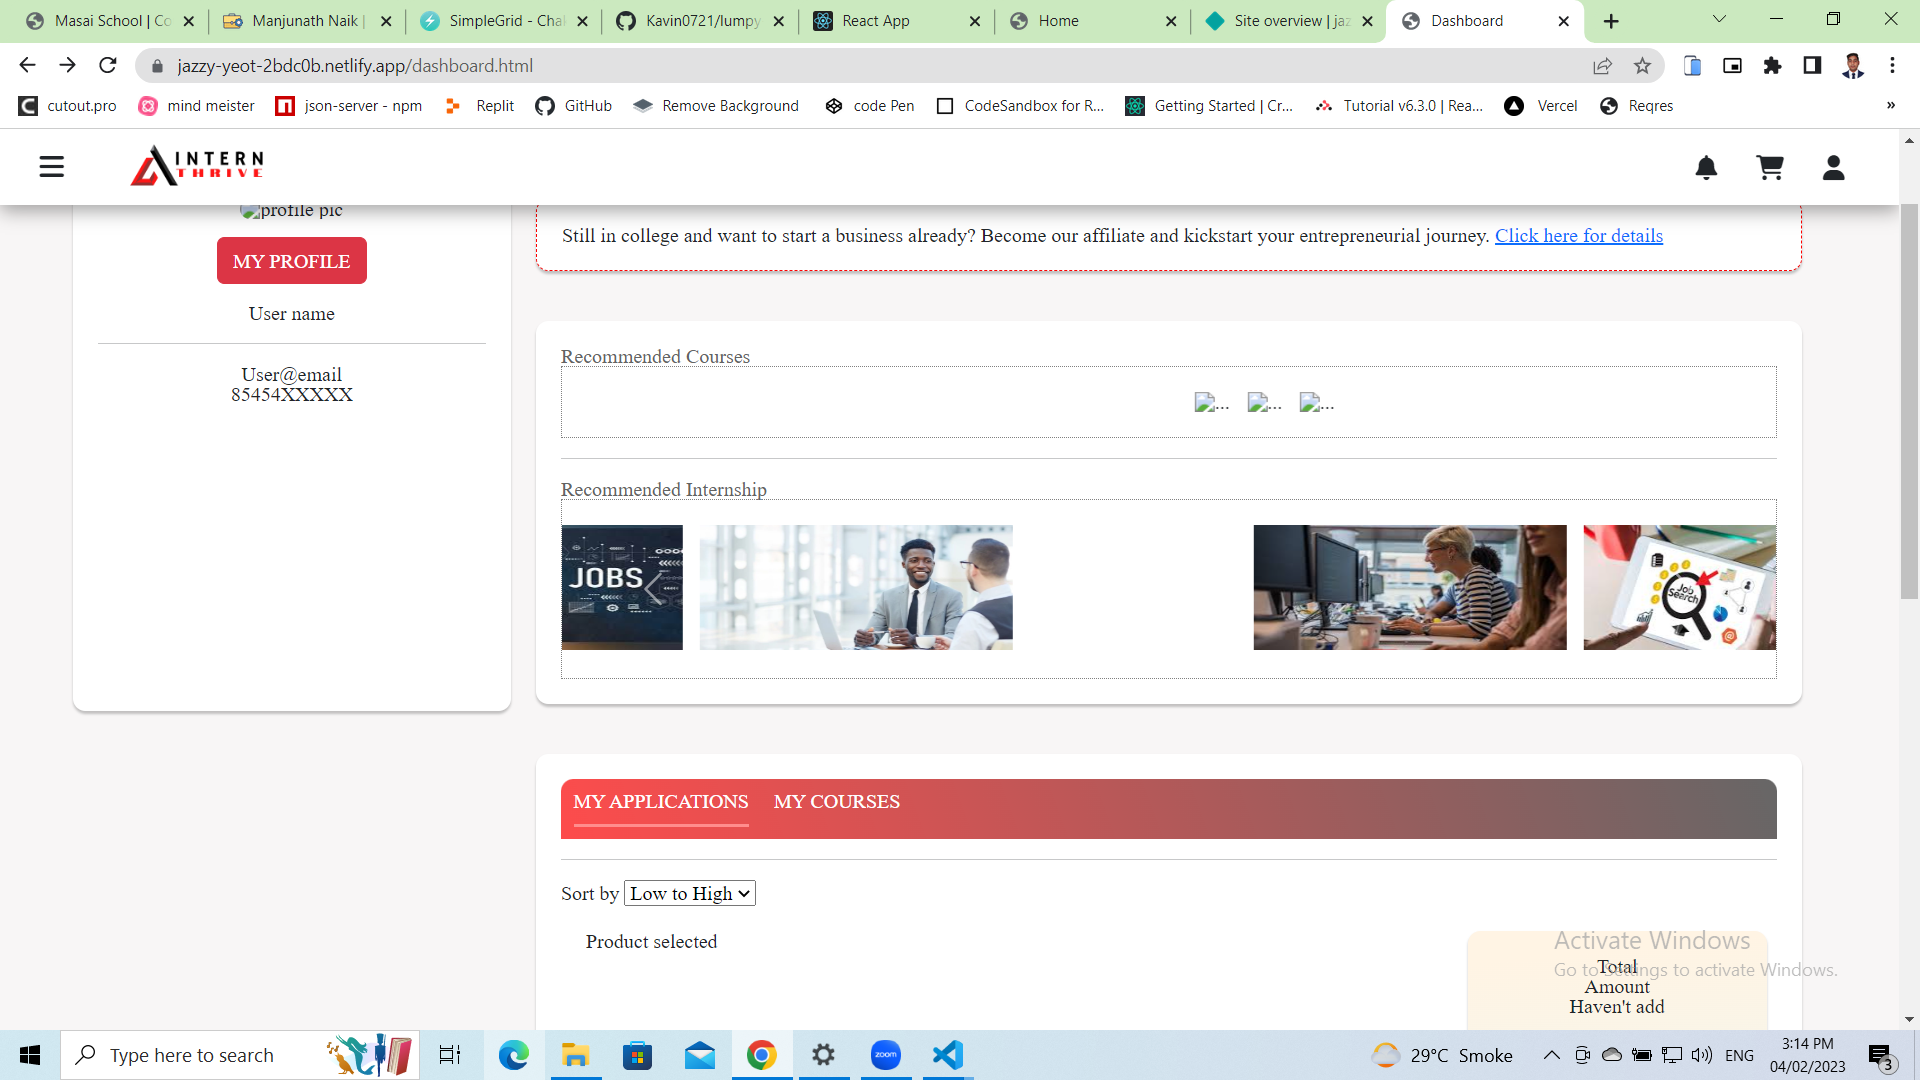 Masai School | Co
Manjunath Naik |
SimpleGrid - Cha
Kavin0721/lumpy
React App
Home
Site overview | jaz
Dashboard
jazzy-yeot-2bdc0b.netlify.app/dashboard.html
cutout.pro
mind meister
json-server - npm
Replit
GitHub
Remove Background
code Pen
CodeSandbox for R...
Getting Started | Cr...
Tutorial v6.3.0 | Rea...
Vercel
Reqres
»
INTERN
THRIVE
profile pic
MY PROFILE
User name
User@email
85454XXXXX
Still in college and want to start a business already? Become our affiliate and kickstart your entrepreneurial journey. Click here for details
Recommended Courses
... ... ...
Recommended Internship
JOBS
Job
Search
MY APPLICATIONS MY COURSES
Sort by Low to High
Product selected
Total
Amount
Haven't add
Activate Windows
Go to Settings to activate Windows.
Type here to search
zoom
29°C Smoke
ENG
3:14 PM
04/02/2023
3